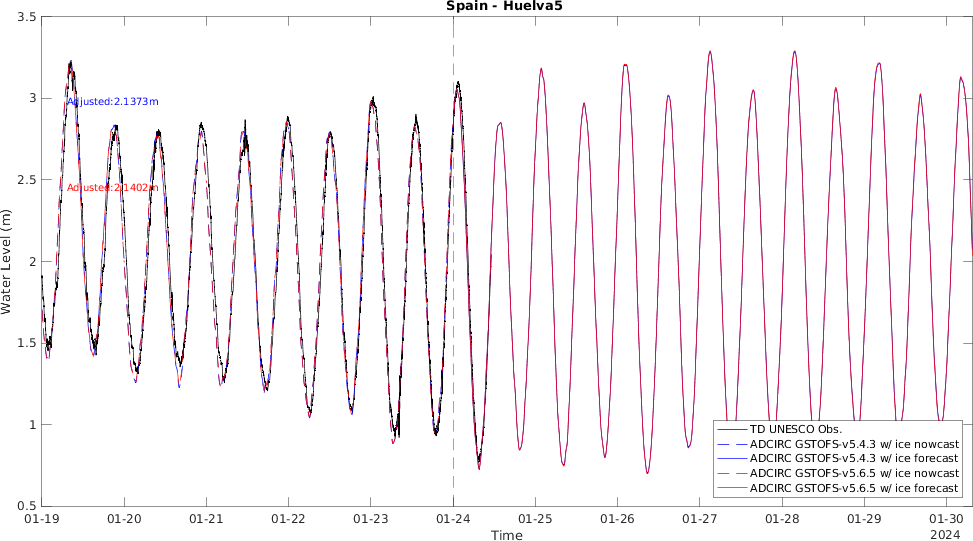 Spain - Huelva5
Water Level (m)
3.5
3
2.5
2
1.5
1
0.5
Adjusted:2.1373m
Adjusted:2.1402m
TD UNESCO Obs.
ADCIRC GSTOFS-v5.4.3 w/ ice nowcast
ADCIRC GSTOFS-v5.4.3 w/ ice forecast
ADCIRC GSTOFS-v5.6.5 w/ ice nowcast
ADCIRC GSTOFS-v5.6.5 w/ ice forecast
01-19 01-20 01-21 01-22 01-23 01-24 01-25 01-26 01-27 01-28 01-29 01-30
2024
Time